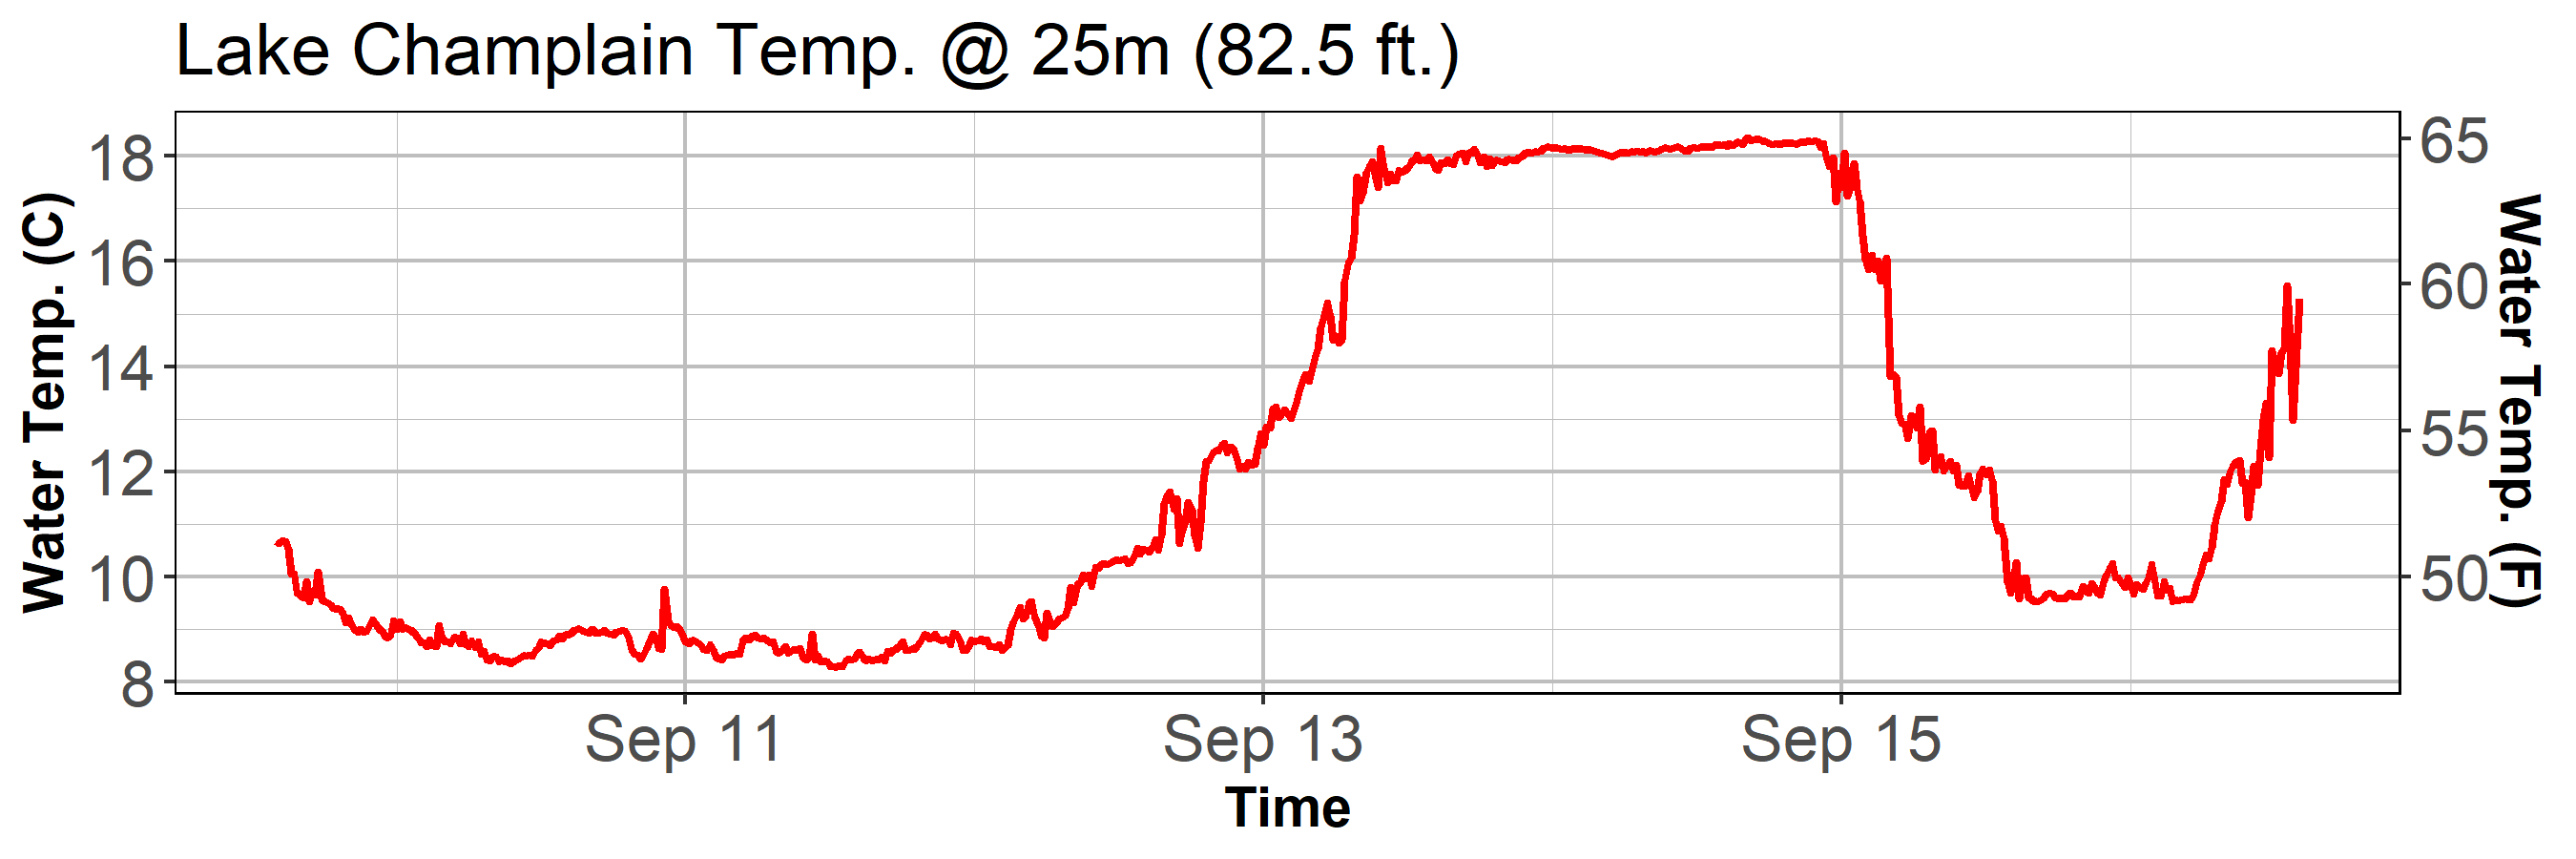 Lake Champlain Temp. @ 25m (82.5 ft.)
Water Temp. (C)
18
16
14
12
10
8
65
60
55
50
Water Temp. (F)
Sep 11
Sep 13
Sep 15
Time